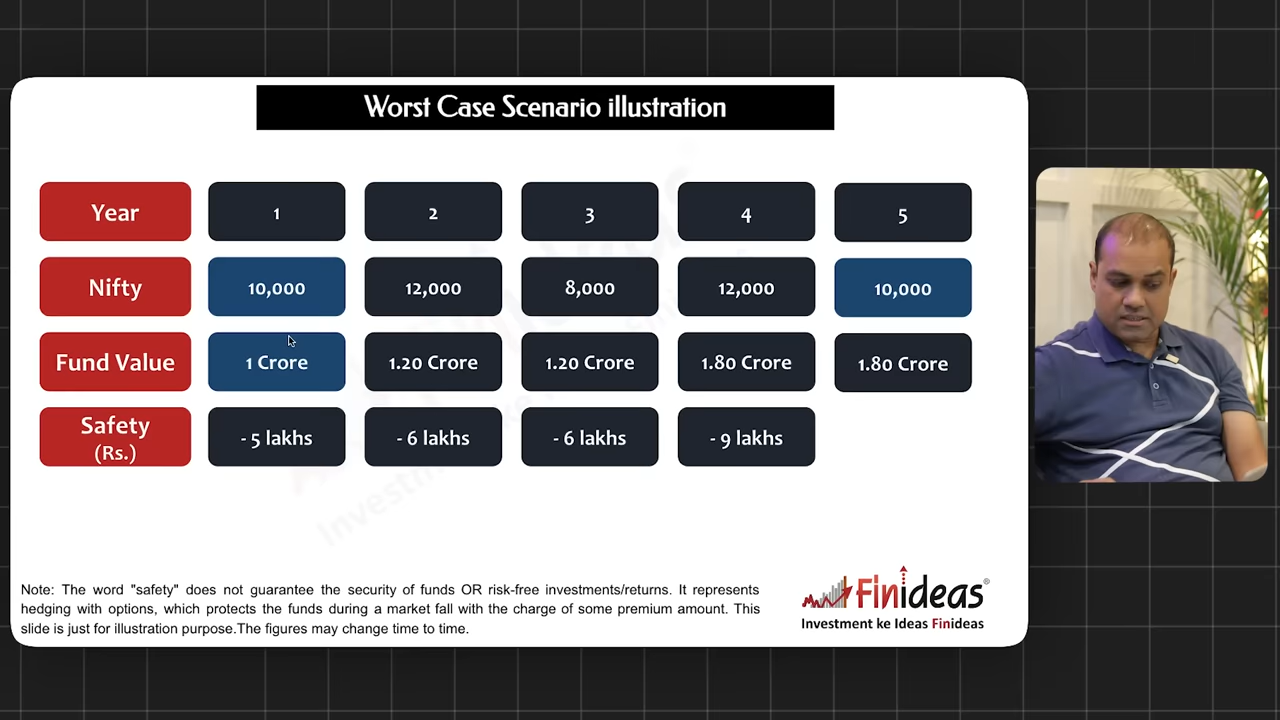 Worst Case Scenario illustration
Year 1 2 3 4 5
Nifty 10,000 12,000 8,000 12,000 10,000
Fund Value 1 Crore 1.20 Crore 1.20 Crore 1.80 Crore 1.80 Crore
Safety
(Rs.) - 5 lakhs - 6 lakhs - 6 lakhs - 9 lakhs
Note: The word "safety" does not guarantee the security of funds OR risk-free investments/returns. It represents
hedging with options, which protects the funds during a market fall with the charge of some premium amount. This
slide is just for illustration purpose.The figures may change time to time.
Finideas®
Investment ke Ideas Finideas